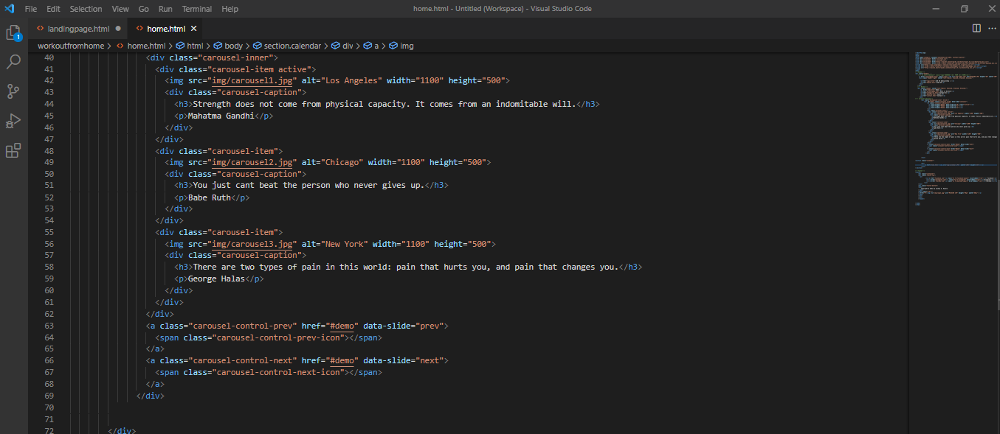 File Edit Selection View Go Run Terminal Help home.html - Untitled (Workspace) - Visual Studio Code
landingpage.html home.html
1
workoutfromhome > home.html > html > body > section.calendar > div > a > img
40 <div class="carousel-inner">
41 <div class="carousel-item active">
42 <img src="img/carousel1.jpg" alt="Los Angeles" width="1100" height="500">
43 <div class="carousel-caption">
44 <h3>Strength does not come from physical capacity. It comes from an indomitable will.</h3>
45 <p>Mahatma Gandhi</p>
46 </div>
47 </div>
48 <div class="carousel-item">
49 <img src="img/carousel2.jpg" alt="Chicago" width="1100" height="500">
50 <div class="carousel-caption">
51 <h3>You just cant beat the person who never gives up.</h3>
52 <p>Babe Ruth</p>
53 </div>
54 </div>
55 <div class="carousel-item">
56 <img src="img/carousel3.jpg" alt="New York" width="1100" height="500">
57 <div class="carousel-caption">
58 <h3>There are two types of pain in this world: pain that hurts you, and pain that changes you.</h3>
59 <p>George Halas</p>
60 </div>
61 </div>
62 </div>
63 <a class="carousel-control-prev" href="#demo" data-slide="prev">
64 <span class="carousel-control-prev-icon"></span>
65 </a>
66 <a class="carousel-control-next" href="#demo" data-slide="next">
67 <span class="carousel-control-next-icon"></span>
68 </a>
69 </div>
70
71
72 </div>